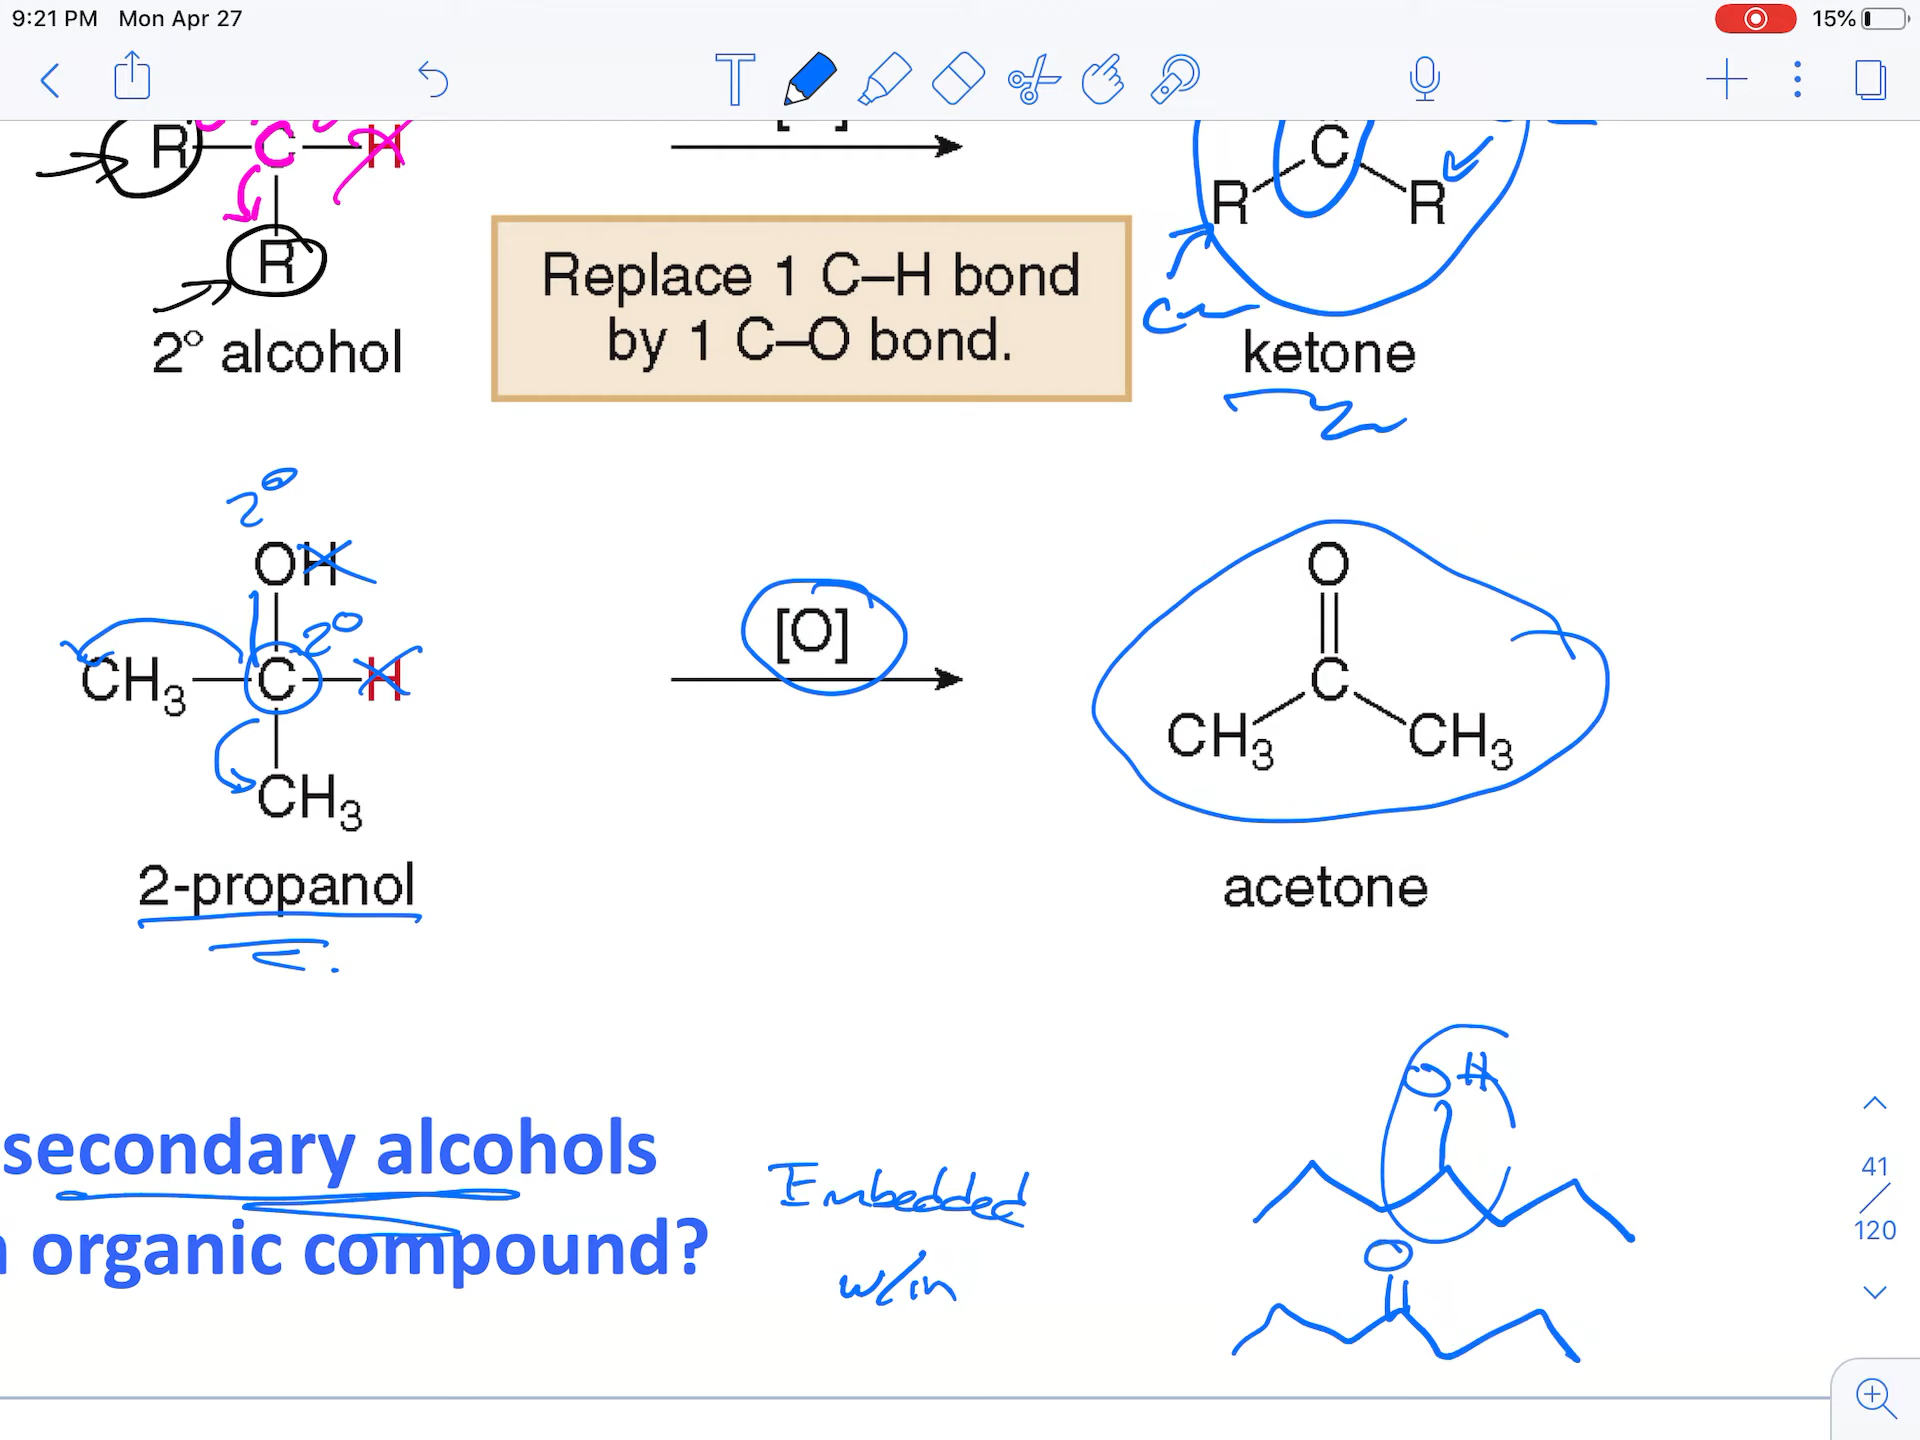 9:21 PM Mon Apr 27 15%
R C H
R
2° alcohol
Replace 1 C–H bond
by 1 C–O bond.
C
R R
ketone
2°
OH
2°
CH3 C H
CH3
2-propanol
[O]
O
C
CH3 CH3
acetone
OH
secondary alcohols
organic compound?
Embedded
w/in
O
41
120